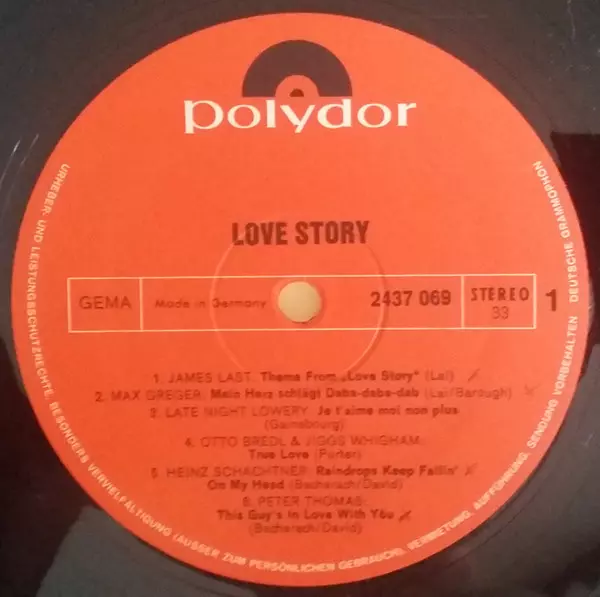 polydor
LOVE STORY
GEMA
Made in Germany
2437 069
STEREO
33
1
1. JAMES LAST: Theme From „Love Story" (Lai)
2. MAX GREGER: Mein Herz schlägt Daba-daba-dab (Lai/Barough)
3. LATE NIGHT LOWERY: Je t'aime moi non plus
(Gainsbourg)
4. OTTO BREDL & JIGGS WHIGHAM:
True Love (Porter)
5. HEINZ SCHACHTNER: Raindrops Keep Fallin'
On My Head (Bacharach/David)
6. PETER THOMAS:
This Guy's In Love With You
(Bacharach/David)
URHEBER- UND LEISTUNGSSCHUTZRECHTE, BESONDERS VERVIELFÄLTIGUNG (AUSSER ZUM PERSÖNLICHEN GEBRAUCH), VERMIETUNG, AUFFÜHRUNG, SENDUNG VORBEHALTEN DEUTSCHE GRAMMOPHON